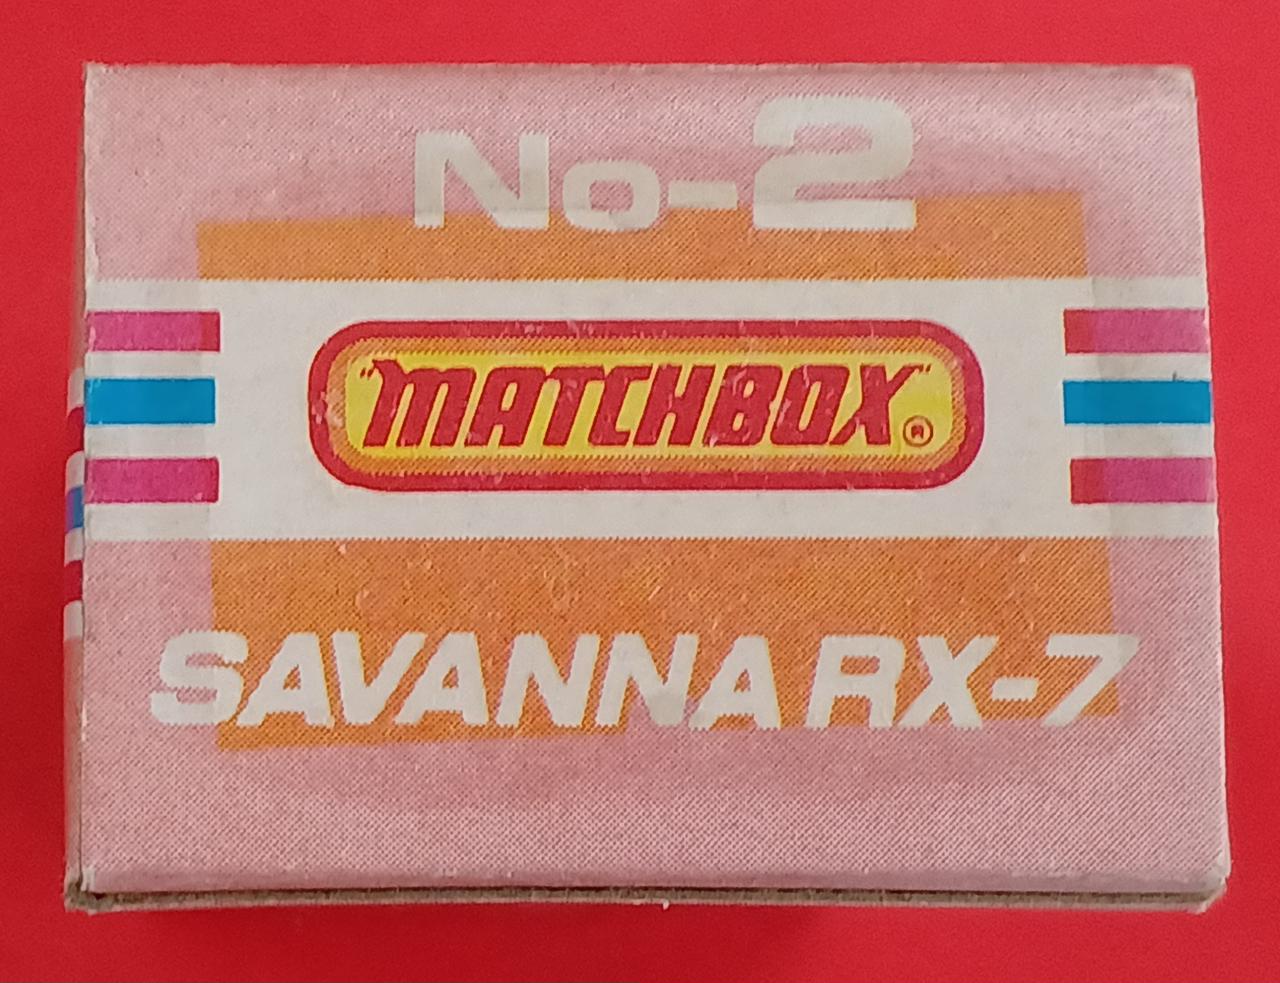 No-2
"MATCHBOX"®
SAVANNA RX-7